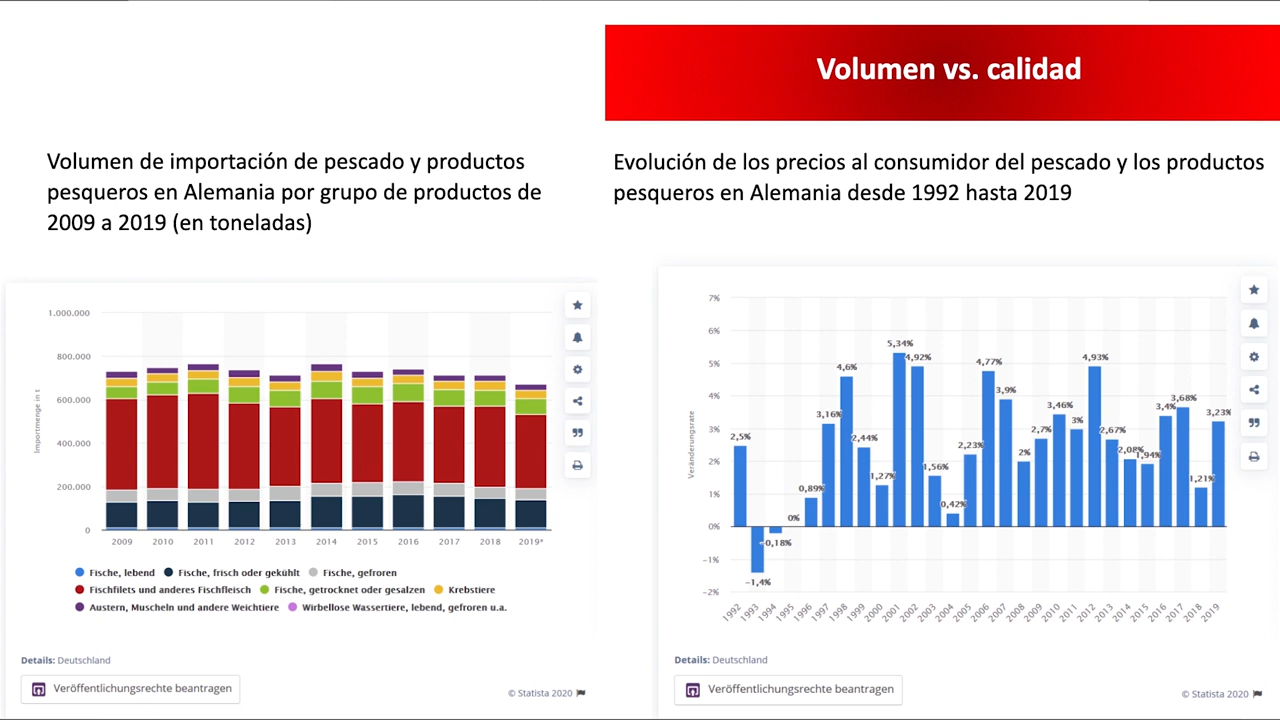 Volumen vs. calidad
Volumen de importación de pescado y productos
pesqueros en Alemania por grupo de productos de
2009 a 2019 (en toneladas)
Evolución de los precios al consumidor del pescado y los productos
pesqueros en Alemania desde 1992 hasta 2019
Importmenge in t
1.000.000
800.000
600.000
400.000
200.000
0
2009 2010 2011 2012 2013 2014 2015 2016 2017 2018 2019*
Fische, lebend Fische, frisch oder gekühlt Fische, gefroren
Fischfilets und anderes Fischfleisch Fische, getrocknet oder gesalzen Krebstiere
Austern, Muscheln und andere Weichtiere Wirbellose Wassertiere, lebend, gefroren u.a.
Details: Deutschland
Veröffentlichungsrechte beantragen
© Statista 2020
Veränderungsrate
7%
6%
5%
4%
3%
2%
1%
0%
−1%
−2%
2,5%
−1,4%
−0,18%
0%
0,89%
3,16%
4,6%
2,44%
1,27%
5,34%
4,92%
1,56%
0,42%
2,23%
4,77%
3,9%
2%
2,7%
3,46%
3%
4,93%
2,67%
2,08%
1,94%
3,4%
3,68%
1,21%
3,23%
1992 1993 1994 1995 1996 1997 1998 1999 2000 2001 2002 2003 2004 2005 2006 2007 2008 2009 2010 2011 2012 2013 2014 2015 2016 2017 2018 2019
Details: Deutschland
Veröffentlichungsrechte beantragen
© Statista 2020